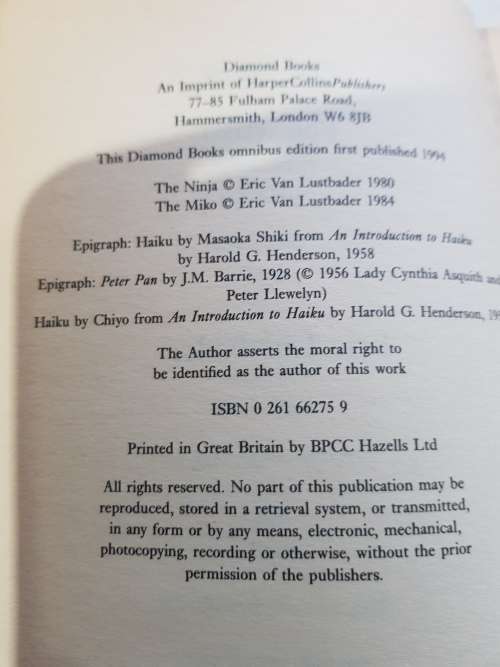 Diamond Books
An Imprint of HarperCollinsPublishers,
77–85 Fulham Palace Road,
Hammersmith, London W6 8JB
This Diamond Books omnibus edition first published 1994
The Ninja © Eric Van Lustbader 1980
The Miko © Eric Van Lustbader 1984
Epigraph: Haiku by Masaoka Shiki from An Introduction to Haiku
by Harold G. Henderson, 1958
Epigraph: Peter Pan by J.M. Barrie, 1928 (© 1956 Lady Cynthia Asquith and
Peter Llewelyn)
Haiku by Chiyo from An Introduction to Haiku by Harold G. Henderson,
The Author asserts the moral right to
be identified as the author of this work
ISBN 0 261 66275 9
Printed in Great Britain by BPCC Hazells Ltd
All rights reserved. No part of this publication may be
reproduced, stored in a retrieval system, or transmitted,
in any form or by any means, electronic, mechanical,
photocopying, recording or otherwise, without the prior
permission of the publishers.